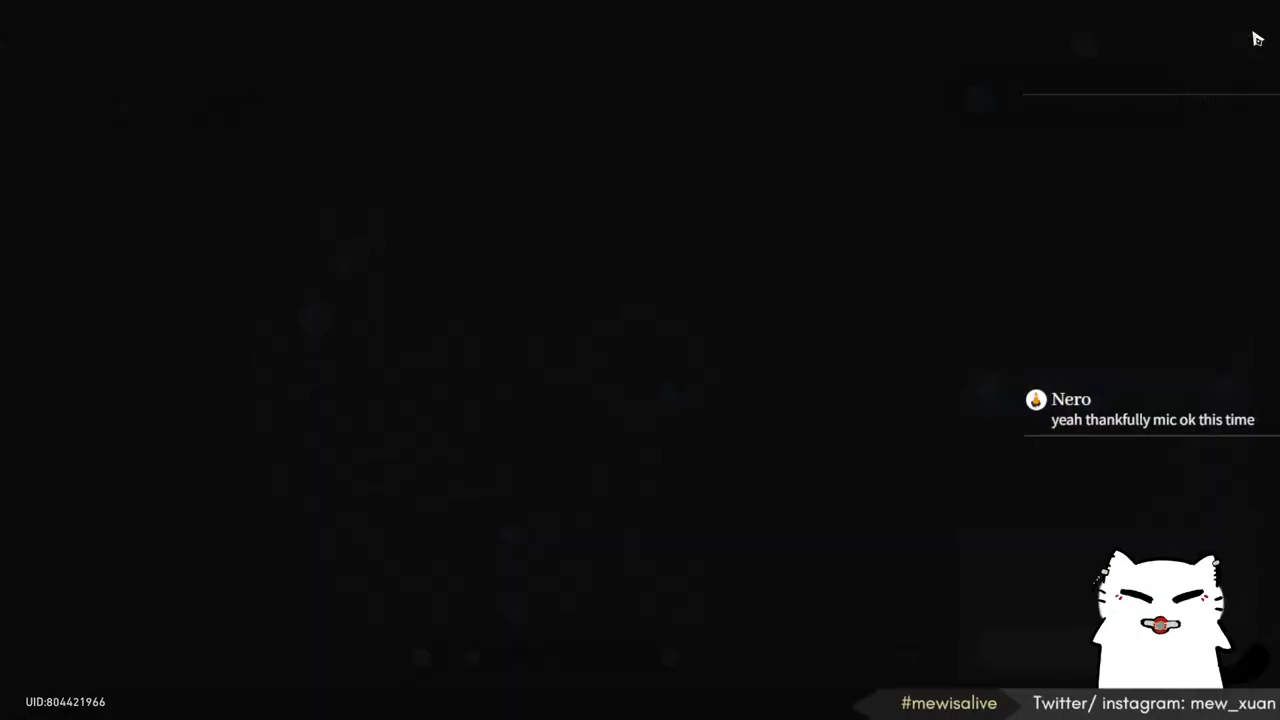 Nero
yeah thankfully mic ok this time
UID:804421966
#mewisalive
Twitter/ instagram: mew_xuan